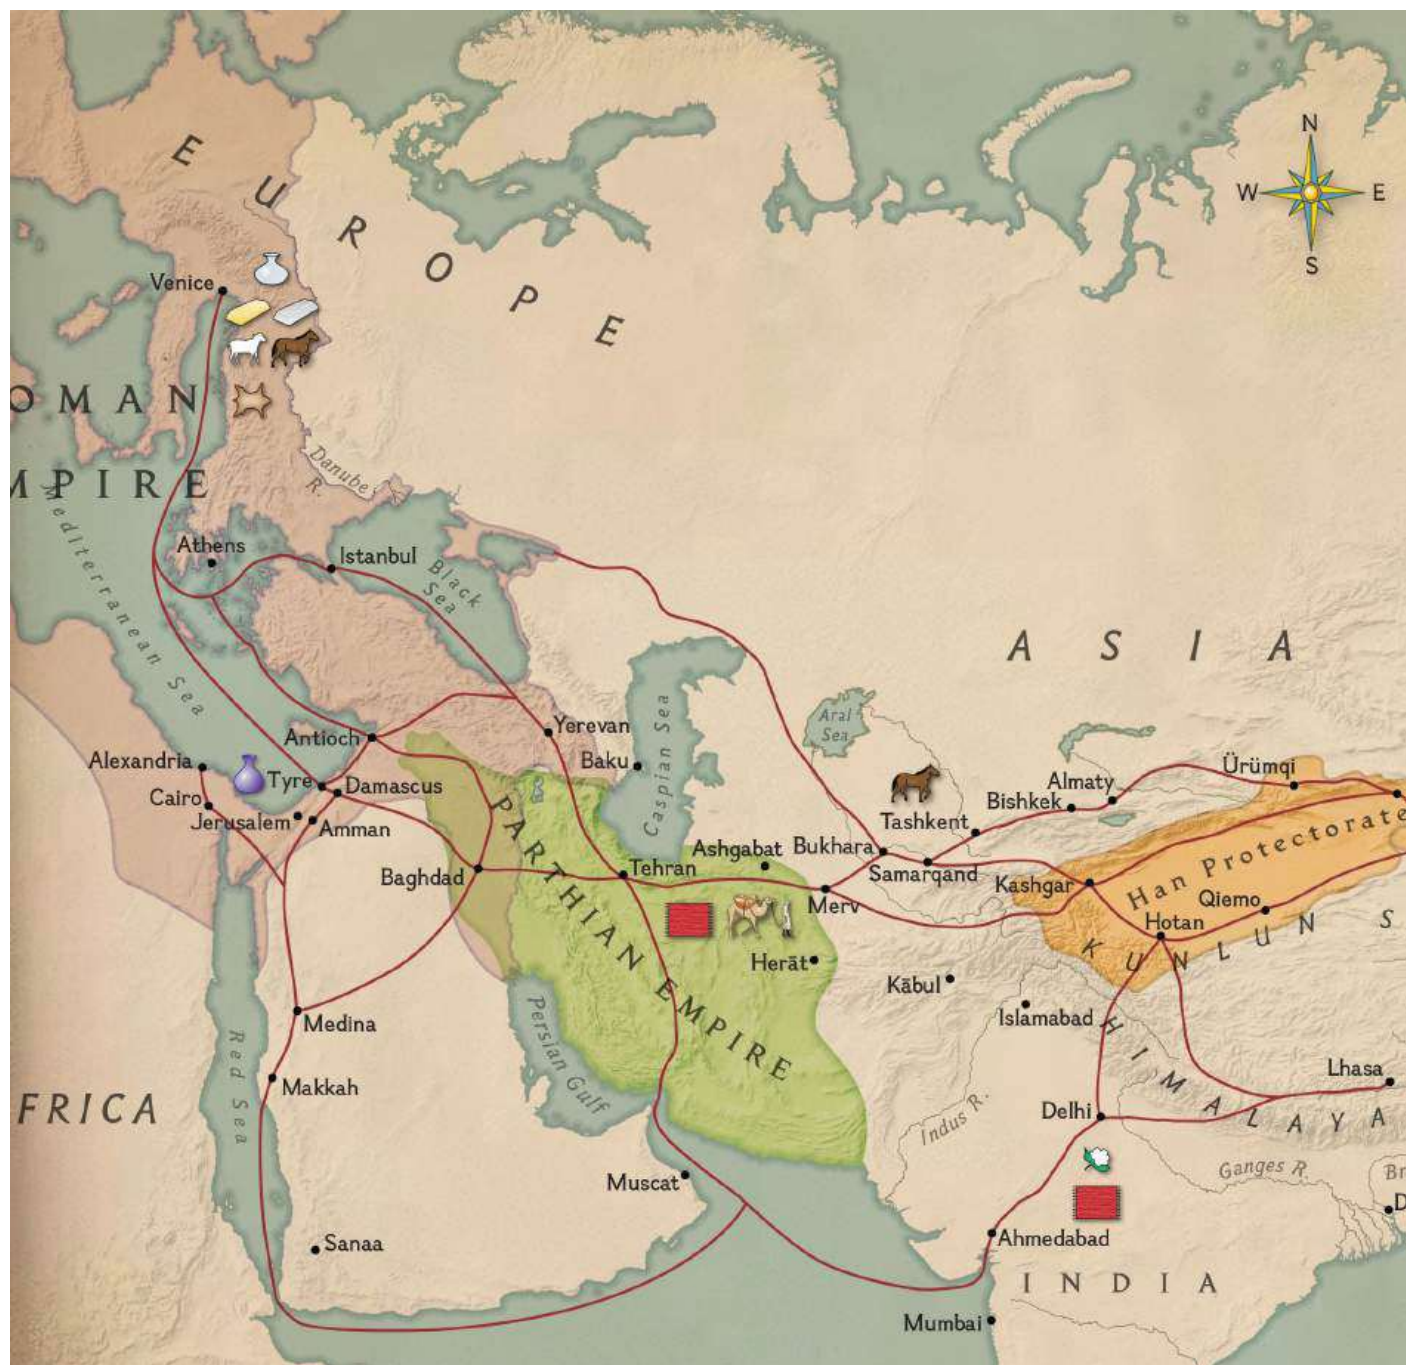 N
W E
S
E U R O P E
Venice
OMAN
MPIRE
Danube
R.
Mediterranean Sea
Athens
Istanbul
Black
Sea
ASIA
Aral
Sea
Caspian Sea
Yerevan
Baku
Antioch
Alexandria
Tyre
Damascus
Cairo
Jerusalem
Amman
Baghdad
PARTHIAN EMPIRE
Tehran
Ashgabat
Bukhara
Merv
Samarqand
Tashkent
Bishkek
Almaty
Ürümqi
Kashgar
Han Protectorate
Qiemo
Hotan
KUNLUN S
Herāt
Kābul
Islamabad
HIMALAYA
Lhasa
Medina
Makkah
Red Sea
Persian Gulf
FRICA
Indus R.
Delhi
Ganges R.
Br
D
Muscat
Sanaa
Ahmedabad
INDIA
Mumbai